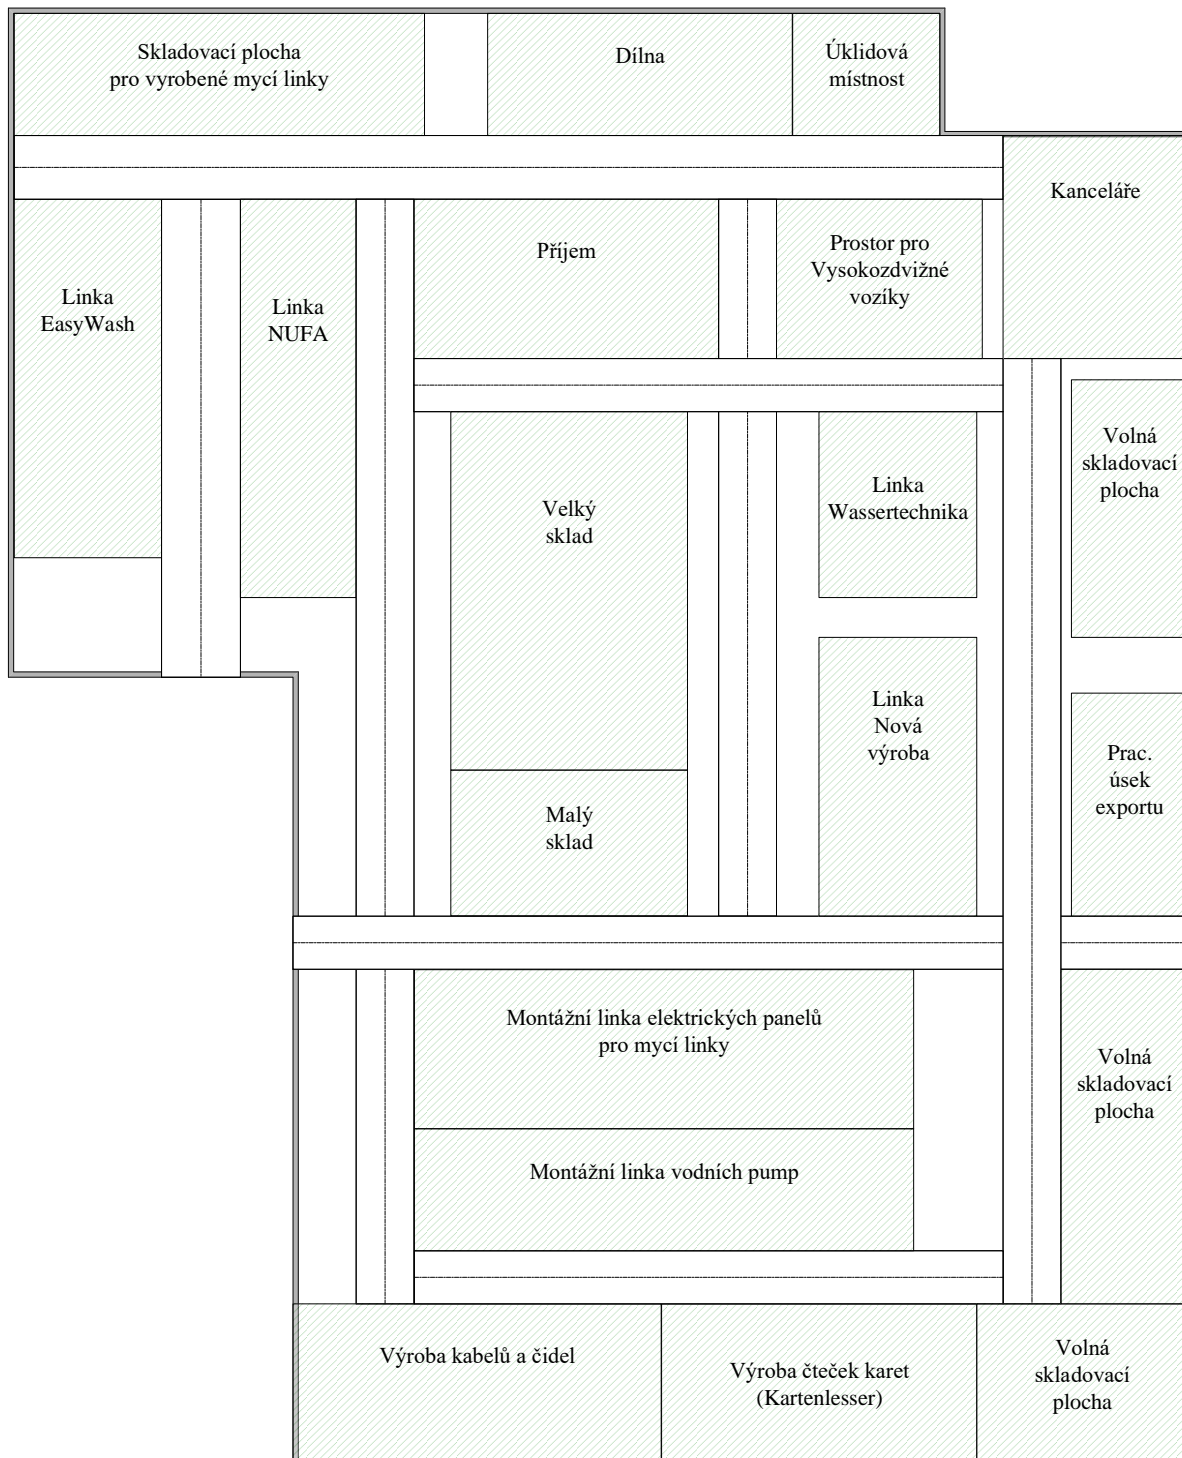 Skladovací plocha
pro vyrobené mycí linky
Dílna
Úklidová
místnost
Kanceláře
Linka
EasyWash
Linka
NUFA
Příjem
Prostor pro
Vysokozdvižné
vozíky
Velký
sklad
Linka
Wassertechnika
Volná
skladovací
plocha
Linka
Nová
výroba
Prac.
úsek
exportu
Malý
sklad
Montážní linka elektrických panelů
pro mycí linky
Volná
skladovací
plocha
Montážní linka vodních pump
Výroba kabelů a čidel
Výroba čteček karet
(Kartenlesser)
Volná
skladovací
plocha